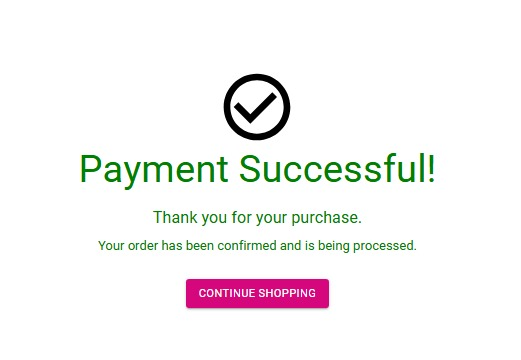 Payment Successful!
Thank you for your purchase.
Your order has been confirmed and is being processed.
CONTINUE SHOPPING